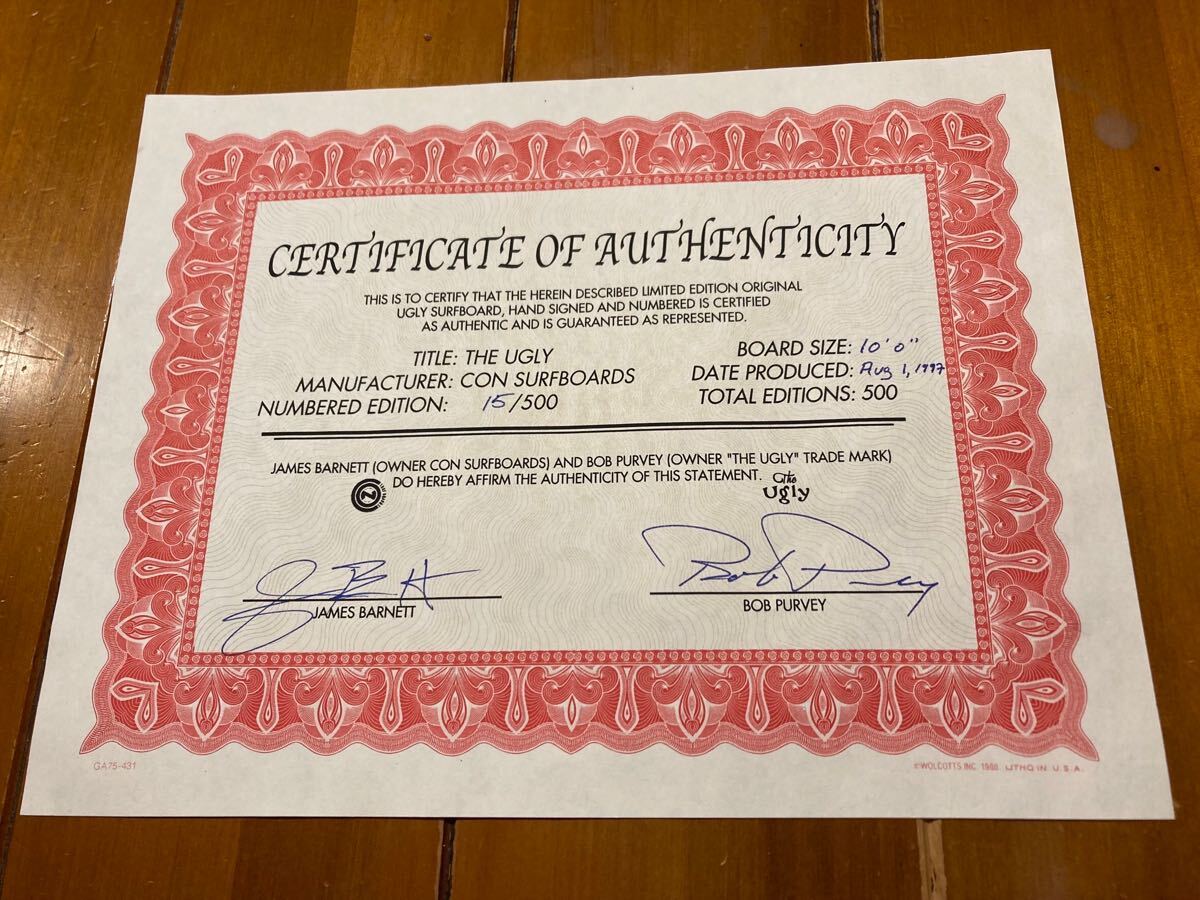 CERTIFICATE OF AUTHENTICITY
THIS IS TO CERTIFY THAT THE HEREIN DESCRIBED LIMITED EDITION ORIGINAL
UGLY SURFBOARD, HAND SIGNED AND NUMBERED IS CERTIFIED
AS AUTHENTIC AND IS GUARANTEED AS REPRESENTED.
TITLE: THE UGLY
MANUFACTURER: CON SURFBOARDS
NUMBERED EDITION: 15/500
BOARD SIZE: 10'0"
DATE PRODUCED: Aug 1, 1997
TOTAL EDITIONS: 500
JAMES BARNETT (OWNER CON SURFBOARDS) AND BOB PURVEY (OWNER "THE UGLY" TRADE MARK)
DO HEREBY AFFIRM THE AUTHENTICITY OF THIS STATEMENT.
The
Ugly
Bob Purvey
JAMES BARNETT
BOB PURVEY
GA75-431
©WOLCOTTS INC. 1988 LITHO IN U.S.A.